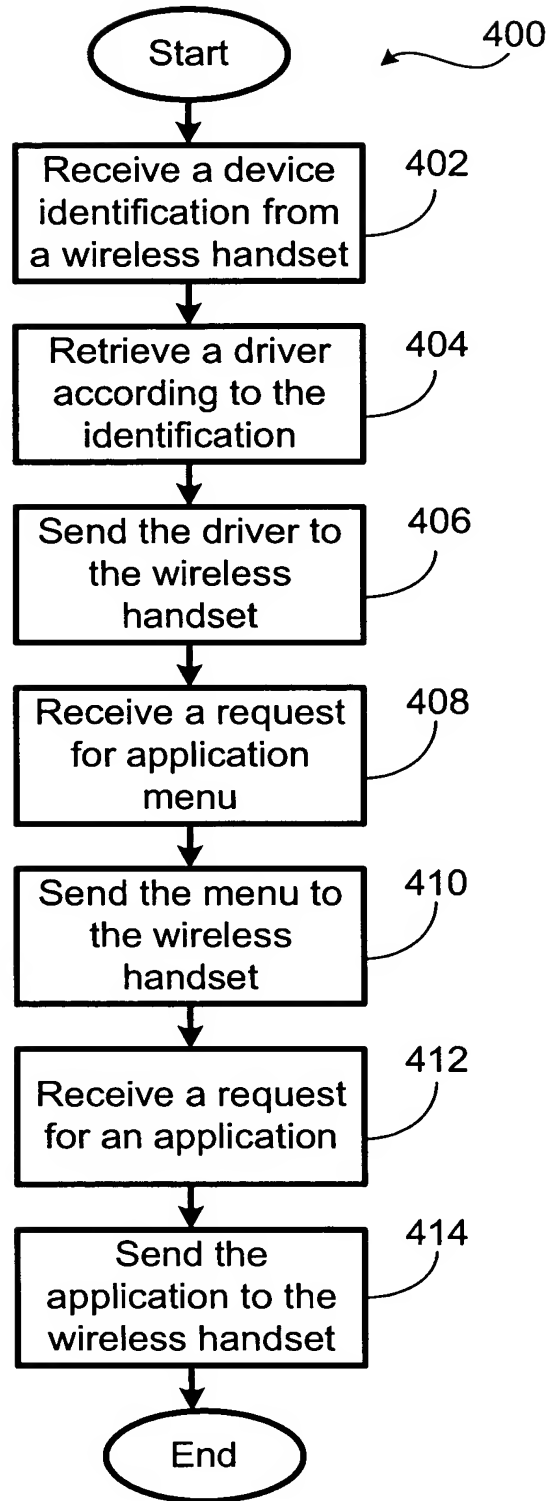 Start
400
Receive a device
identification from
a wireless handset
402
Retrieve a driver
according to the
identification
404
Send the driver to
the wireless
handset
406
Receive a request
for application
menu
408
Send the menu to
the wireless
handset
410
Receive a request
for an application
412
Send the
application to the
wireless handset
414
End